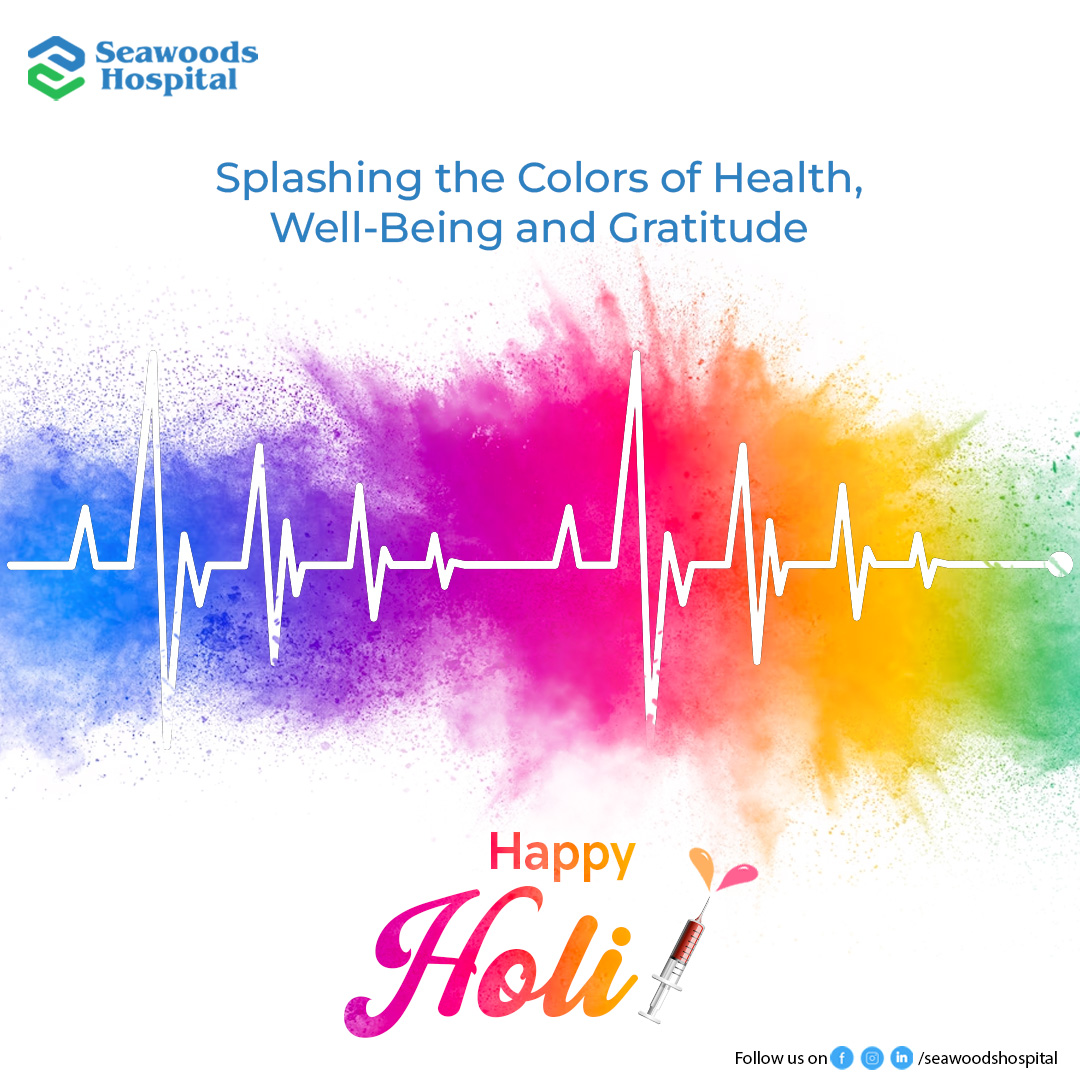 Seawoods
Hospital
Splashing the Colors of Health,
Well-Being and Gratitude
Happy
Holi
Follow us on /seawoodshospital